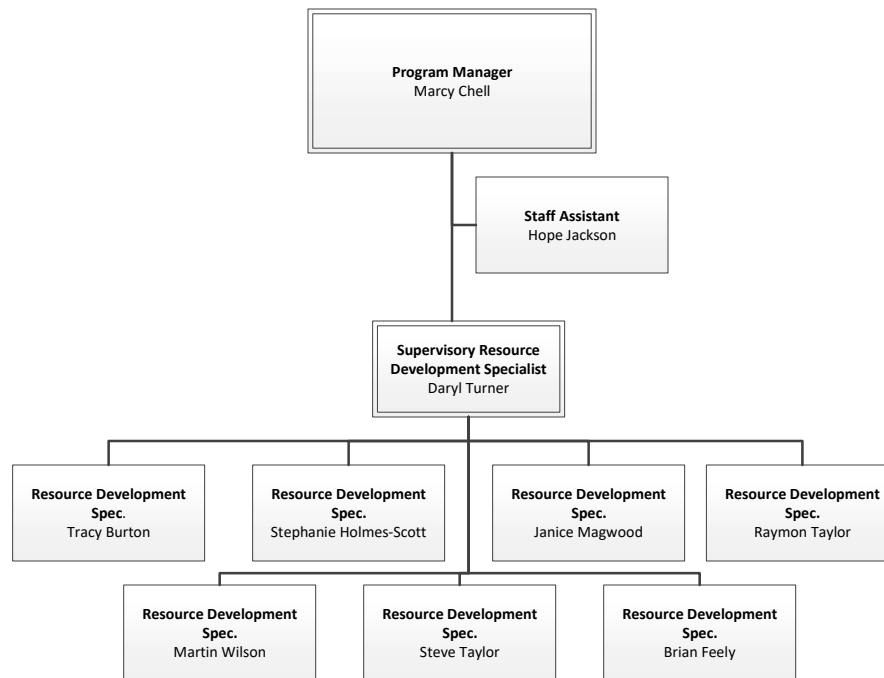 Program Manager
Marcy Chell
Staff Assistant
Hope Jackson
Supervisory Resource
Development Specialist
Daryl Turner
Resource Development
Spec.
Tracy Burton
Resource Development
Spec.
Stephanie Holmes-Scott
Resource Development
Spec.
Janice Magwood
Resource Development
Spec.
Raymon Taylor
Resource Development
Spec.
Martin Wilson
Resource Development
Spec.
Steve Taylor
Resource Development
Spec.
Brian Feely